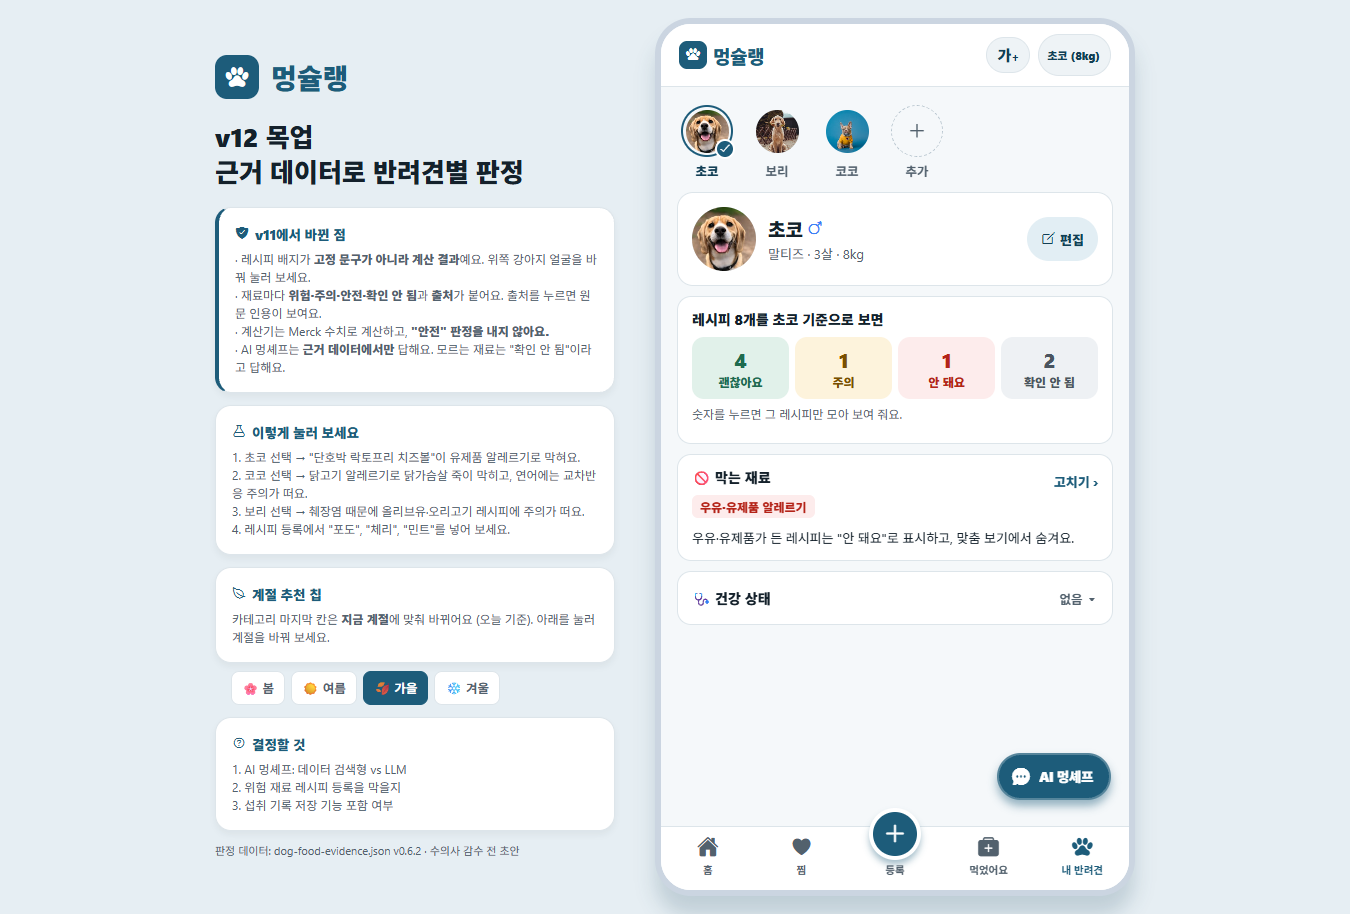 멍슐랭
v12 목업
근거 데이터로 반려견별 판정
v11에서 바뀐 점
· 레시피 배지가 고정 문구가 아니라 계산 결과예요. 위쪽 강아지 얼굴을 바
꿔 눌러 보세요.
· 재료마다 위험·주의·안전·확인 안 됨과 출처가 붙어요. 출처를 누르면 원
문 인용이 보여요.
· 계산기는 Merck 수치로 계산하고, "안전" 판정을 내지 않아요.
· AI 멍셰프는 근거 데이터에서만 답해요. 모르는 재료는 "확인 안 됨"이라
고 답해요.
이렇게 눌러 보세요
1. 초코 선택 → "단호박 락토프리 치즈볼"이 유제품 알레르기로 막혀요.
2. 코코 선택 → 닭고기 알레르기로 닭가슴살 죽이 막히고, 연어에는 교차반
응 주의가 떠요.
3. 보리 선택 → 췌장염 때문에 올리브유·오리고기 레시피에 주의가 떠요.
4. 레시피 등록에서 "포도", "체리", "민트"를 넣어 보세요.
계절 추천 칩
카테고리 마지막 칸은 지금 계절에 맞춰 바뀌어요 (오늘 기준). 아래를 눌러
계절을 바꿔 보세요.
봄
여름
가을
겨울
결정할 것
1. AI 멍셰프: 데이터 검색형 vs LLM
2. 위험 재료 레시피 등록을 막을지
3. 섭취 기록 저장 기능 포함 여부
판정 데이터: dog-food-evidence.json v0.6.2 · 수의사 감수 전 초안
멍슐랭
가+
초코 (8kg)
초코
보리
코코
추가
초코
말티즈 · 3살 · 8kg
편집
레시피 8개를 초코 기준으로 보면
4
괜찮아요
1
주의
1
안 돼요
2
확인 안 됨
숫자를 누르면 그 레시피만 모아 보여 줘요.
막는 재료
고치기 ›
우유·유제품 알레르기
우유·유제품가 든 레시피는 "안 돼요"로 표시하고, 맞춤 보기에서 숨겨요.
건강 상태
없음
AI 멍셰프
홈
찜
등록
먹었어요
내 반려견